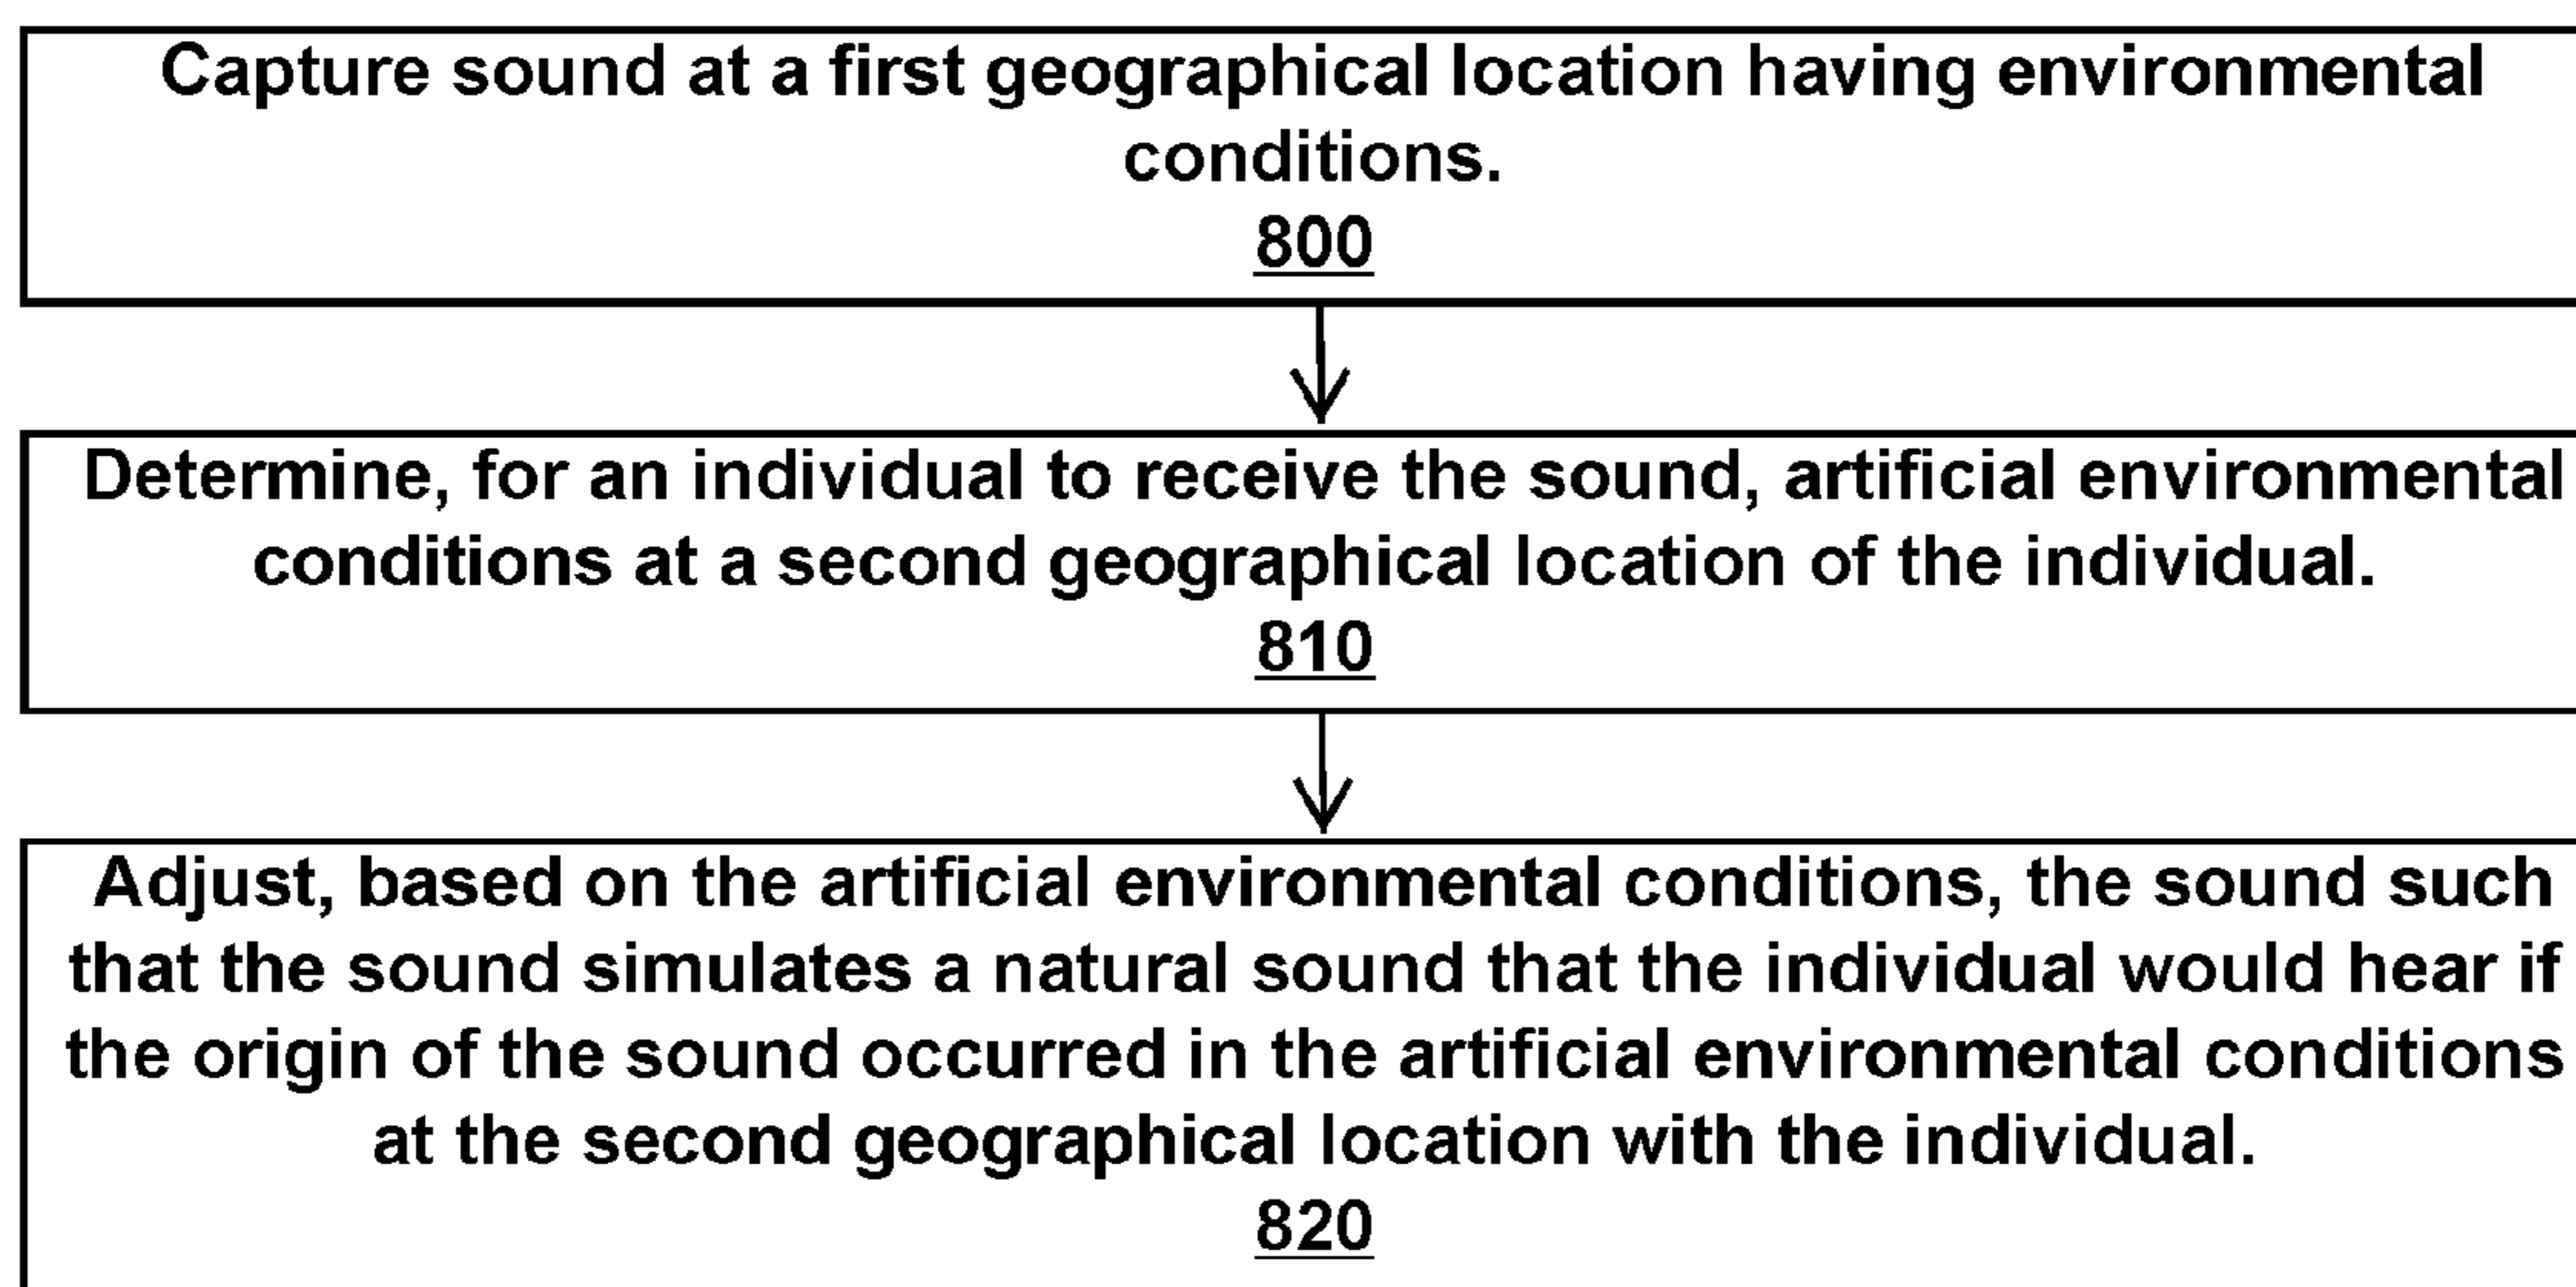 Capture sound at a first geographical location having environmental
conditions.
800
Determine, for an individual to receive the sound, artificial environmental
conditions at a second geographical location of the individual.
810
Adjust, based on the artificial environmental conditions, the sound such
that the sound simulates a natural sound that the individual would hear if
the origin of the sound occurred in the artificial environmental conditions
at the second geographical location with the individual.
820